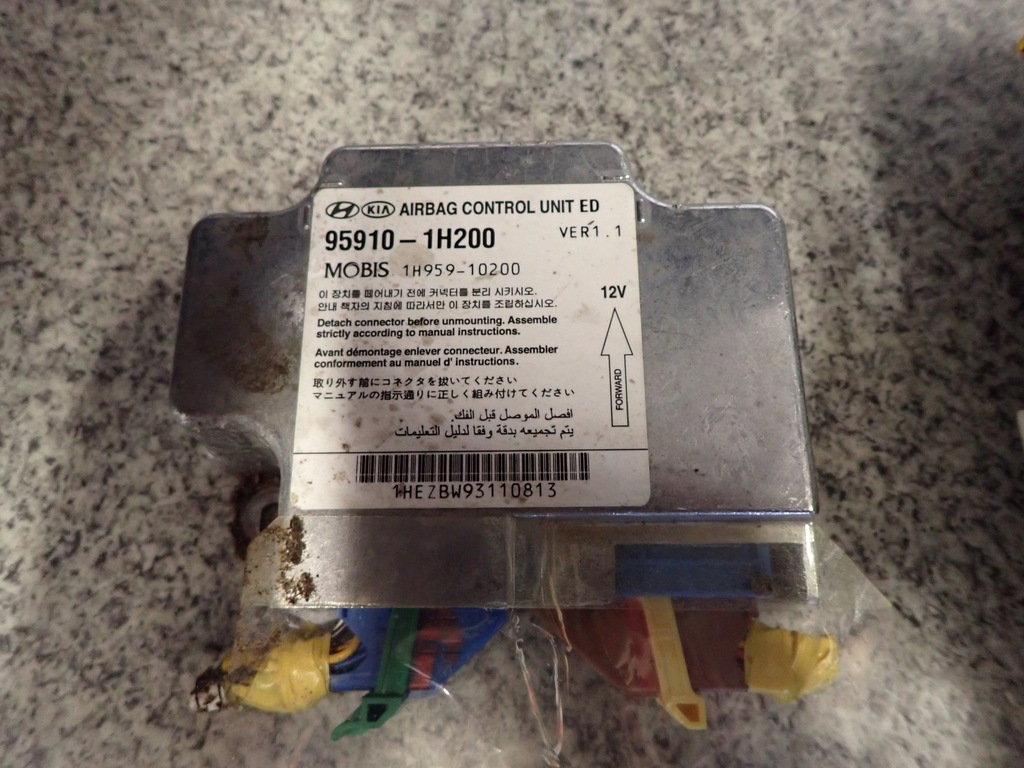 KIA AIRBAG CONTROL UNIT ED
95910-1H200 VER1.1
MOBIS 1H959-10200
이 장치를 떼어내기 전에 커넥터를 분리 시키시오.
안내 책자의 지침에 따라서만 이 장치를 조립하십시오.
12V
Detach connector before unmounting. Assemble
strictly according to manual instructions.
Avant démontage enlever connecteur. Assembler
conformement au manuel d' instructions.
FORWARD
取り外す前にコネクタを抜いてください
マニュアルの指示通りに正しく組み付けてください
افصل الموصل قبل الفك.
يتم تجميعه بدقة وفقا لدليل التعليمات
1HEZBW93110813